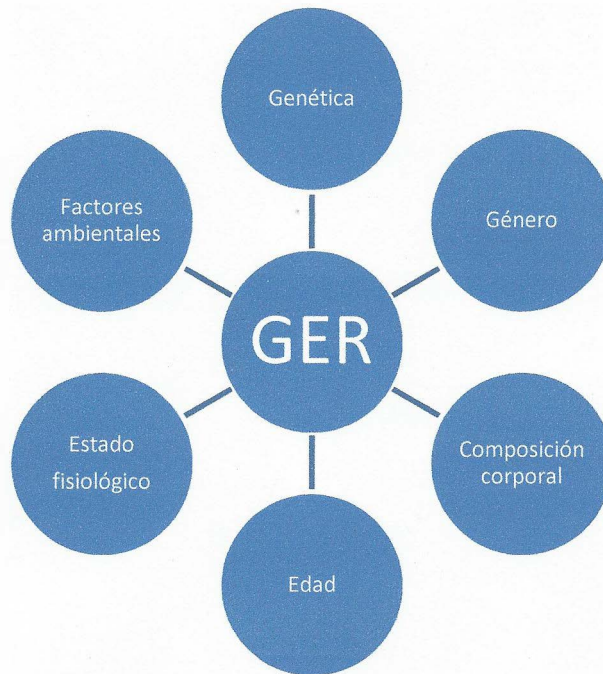 Genética
Factores
ambientales
Género
GER
Estado
fisiológico
Composición
corporal
Edad